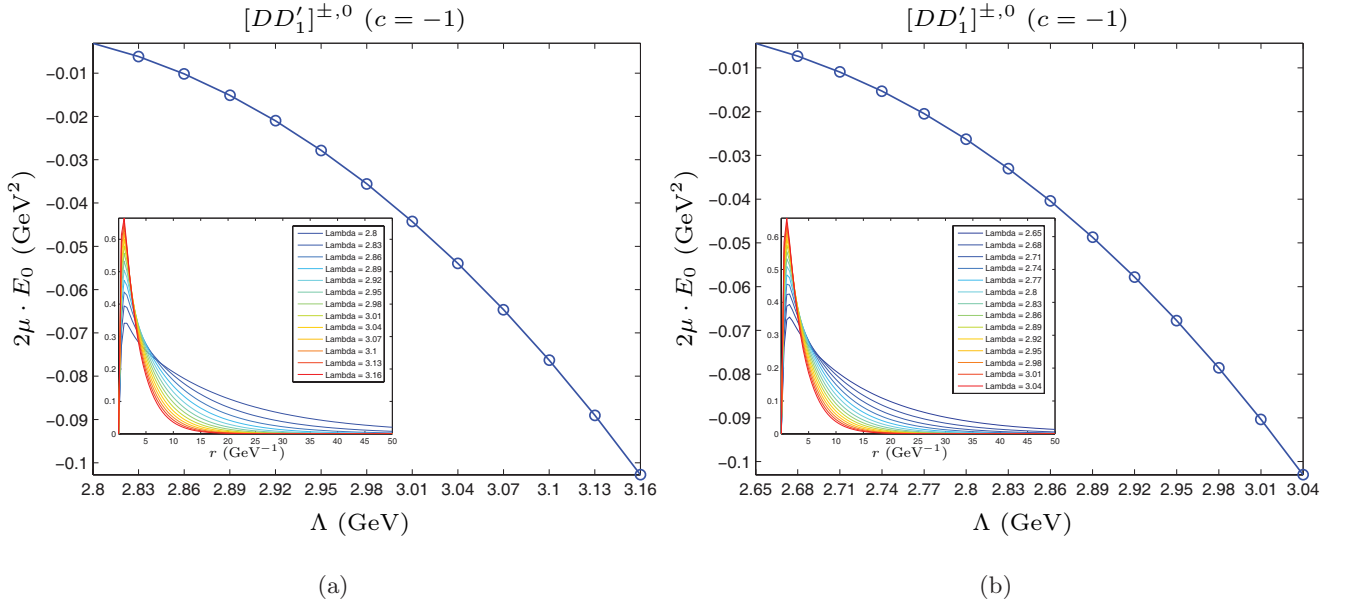 [DD₁′]^{±,0} (c = −1)
−0.01
−0.02
−0.03
−0.04
−0.05
−0.06
−0.07
−0.08
−0.09
−0.1
2μ · E₀ (GeV²)
0.6
0.5
0.4
0.3
0.2
0.1
0
Lambda = 2.8
Lambda = 2.83
Lambda = 2.86
Lambda = 2.89
Lambda = 2.92
Lambda = 2.95
Lambda = 2.98
Lambda = 3.01
Lambda = 3.04
Lambda = 3.07
Lambda = 3.1
Lambda = 3.13
Lambda = 3.16
5 10 15 20 25 30 35 40 45 50
r (GeV⁻¹)
2.8 2.83 2.86 2.89 2.92 2.95 2.98 3.01 3.04 3.07 3.1 3.13 3.16
Λ (GeV)
(a)
[DD₁′]^{±,0} (c = −1)
−0.01
−0.02
−0.03
−0.04
−0.05
−0.06
−0.07
−0.08
−0.09
−0.1
2μ · E₀ (GeV²)
0.6
0.5
0.4
0.3
0.2
0.1
0
Lambda = 2.65
Lambda = 2.68
Lambda = 2.71
Lambda = 2.74
Lambda = 2.77
Lambda = 2.8
Lambda = 2.83
Lambda = 2.86
Lambda = 2.89
Lambda = 2.92
Lambda = 2.95
Lambda = 2.98
Lambda = 3.01
Lambda = 3.04
5 10 15 20 25 30 35 40 45 50
r (GeV⁻¹)
2.65 2.68 2.71 2.74 2.77 2.8 2.83 2.86 2.89 2.92 2.95 2.98 3.01 3.04
Λ (GeV)
(b)